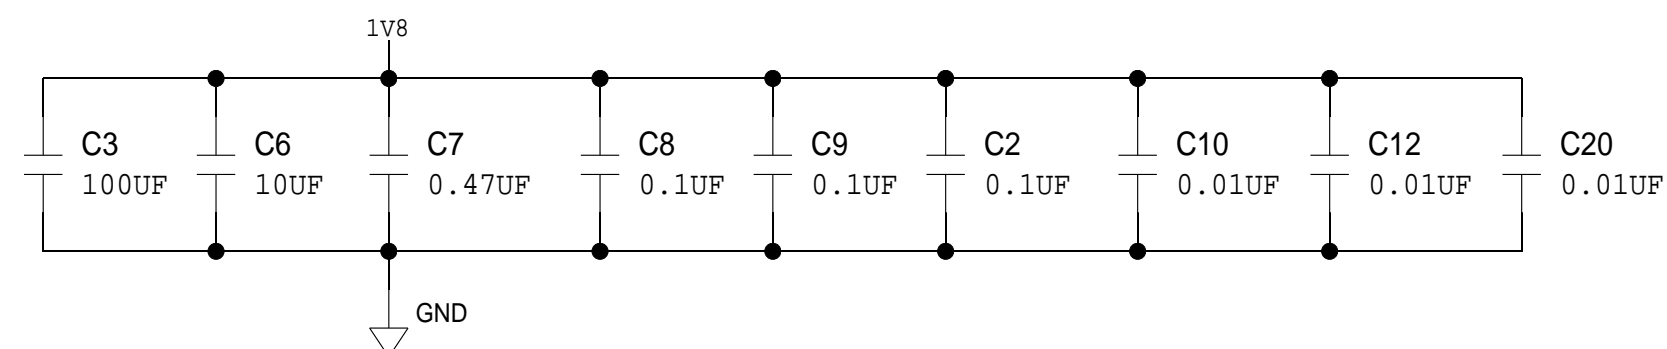 1V8
C3
100UF
C6
10UF
C7
0.47UF
C8
0.1UF
C9
0.1UF
C2
0.1UF
C10
0.01UF
C12
0.01UF
C20
0.01UF
GND